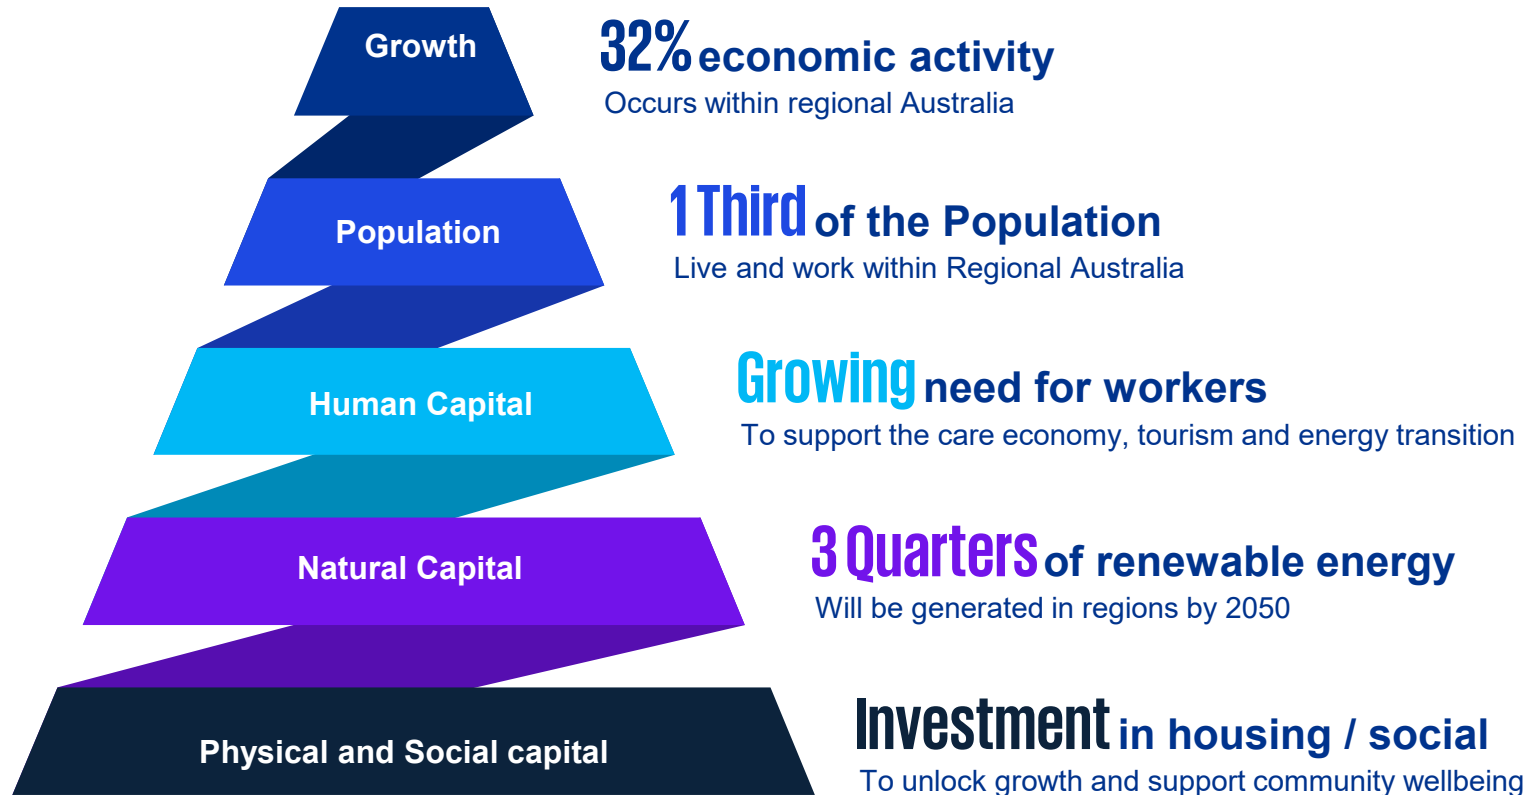 Growth
32% economic activity
Occurs within regional Australia
Population
1 Third of the Population
Live and work within Regional Australia
Human Capital
Growing need for workers
To support the care economy, tourism and energy transition
Natural Capital
3 Quarters of renewable energy
Will be generated in regions by 2050
Physical and Social capital
Investment in housing / social
To unlock growth and support community wellbeing